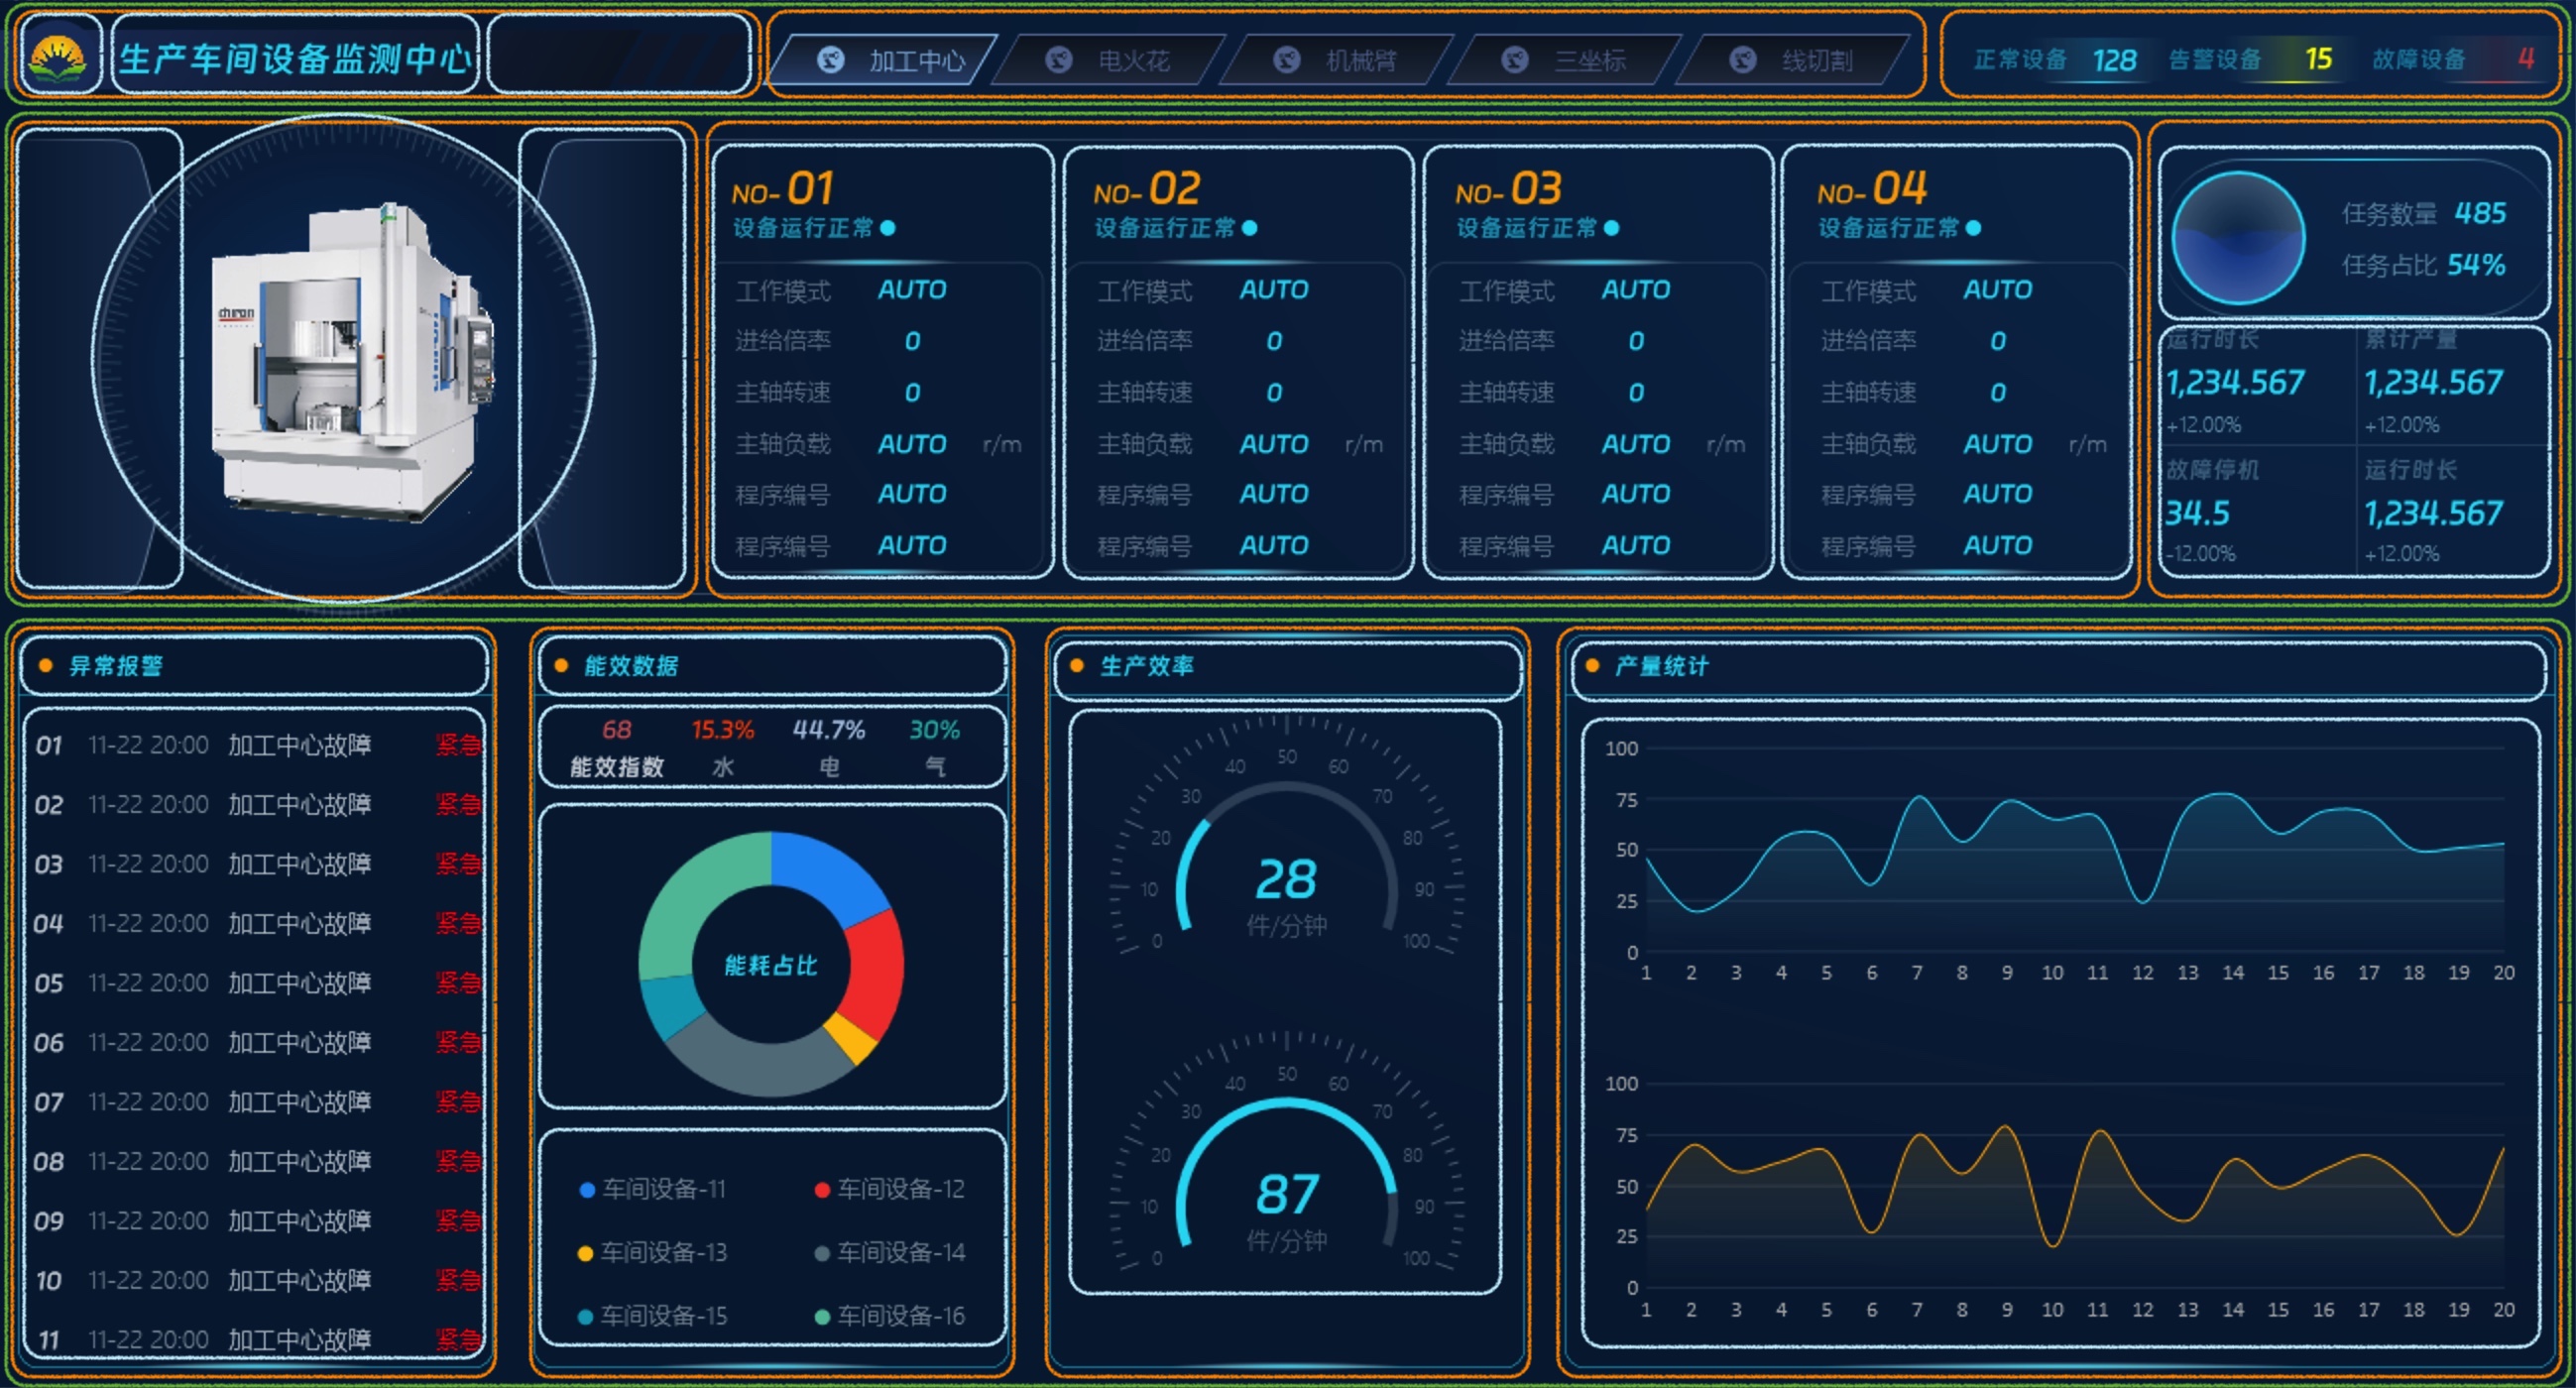 生产车间设备监测中心
加工中心 电火花 机械臂 三坐标 线切割
正常设备 128 告警设备 15 故障设备 4
chiron
NO-01
设备运行正常
工作模式 AUTO
进给倍率 0
主轴转速 0
主轴负载 AUTO r/m
程序编号 AUTO
程序编号 AUTO
NO-02
设备运行正常
工作模式 AUTO
进给倍率 0
主轴转速 0
主轴负载 AUTO r/m
程序编号 AUTO
程序编号 AUTO
NO-03
设备运行正常
工作模式 AUTO
进给倍率 0
主轴转速 0
主轴负载 AUTO r/m
程序编号 AUTO
程序编号 AUTO
NO-04
设备运行正常
工作模式 AUTO
进给倍率 0
主轴转速 0
主轴负载 AUTO r/m
程序编号 AUTO
程序编号 AUTO
任务数量 485
任务占比 54%
运行时长 累计产量
1,234.567 1,234.567
+12.00% +12.00%
故障停机 运行时长
34.5 1,234.567
-12.00% +12.00%
异常报警
01 11-22 20:00 加工中心故障 紧急
02 11-22 20:00 加工中心故障 紧急
03 11-22 20:00 加工中心故障 紧急
04 11-22 20:00 加工中心故障 紧急
05 11-22 20:00 加工中心故障 紧急
06 11-22 20:00 加工中心故障 紧急
07 11-22 20:00 加工中心故障 紧急
08 11-22 20:00 加工中心故障 紧急
09 11-22 20:00 加工中心故障 紧急
10 11-22 20:00 加工中心故障 紧急
11 11-22 20:00 加工中心故障 紧急
能效数据
68 15.3% 44.7% 30%
能效指数 水 电 气
能耗占比
车间设备-11 车间设备-12
车间设备-13 车间设备-14
车间设备-15 车间设备-16
生产效率
0 10 20 30 40 50 60 70 80 90 100
28
件/分钟
0 10 20 30 40 50 60 70 80 90 100
87
件/分钟
产量统计
100
75
50
25
0
1 2 3 4 5 6 7 8 9 10 11 12 13 14 15 16 17 18 19 20
100
75
50
25
0
1 2 3 4 5 6 7 8 9 10 11 12 13 14 15 16 17 18 19 20